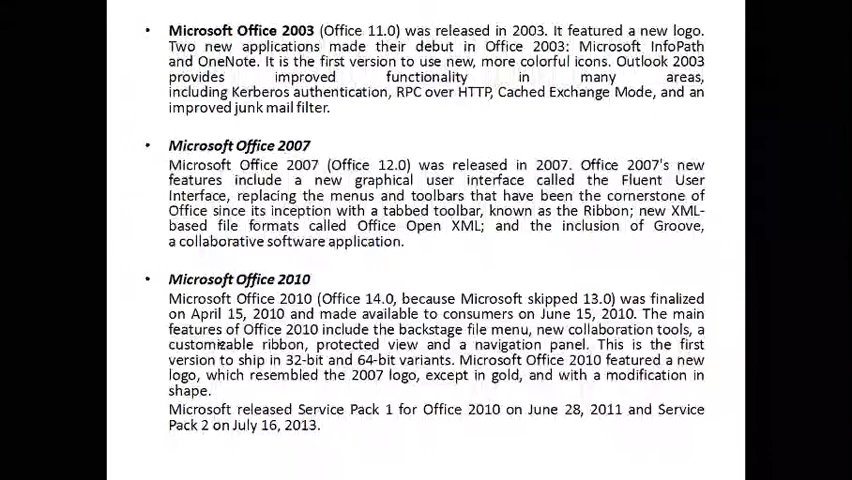 • Microsoft Office 2003 (Office 11.0) was released in 2003. It featured a new logo.
Two new applications made their debut in Office 2003: Microsoft InfoPath
and OneNote. It is the first version to use new, more colorful icons. Outlook 2003
provides improved functionality in many areas,
including Kerberos authentication, RPC over HTTP, Cached Exchange Mode, and an
improved junk mail filter.
• Microsoft Office 2007
Microsoft Office 2007 (Office 12.0) was released in 2007. Office 2007's new
features include a new graphical user interface called the Fluent User
Interface, replacing the menus and toolbars that have been the cornerstone of
Office since its inception with a tabbed toolbar, known as the Ribbon; new XML-
based file formats called Office Open XML; and the inclusion of Groove,
a collaborative software application.
• Microsoft Office 2010
Microsoft Office 2010 (Office 14.0, because Microsoft skipped 13.0) was finalized
on April 15, 2010 and made available to consumers on June 15, 2010. The main
features of Office 2010 include the backstage file menu, new collaboration tools, a
customizable ribbon, protected view and a navigation panel. This is the first
version to ship in 32-bit and 64-bit variants. Microsoft Office 2010 featured a new
logo, which resembled the 2007 logo, except in gold, and with a modification in
shape.
Microsoft released Service Pack 1 for Office 2010 on June 28, 2011 and Service
Pack 2 on July 16, 2013.